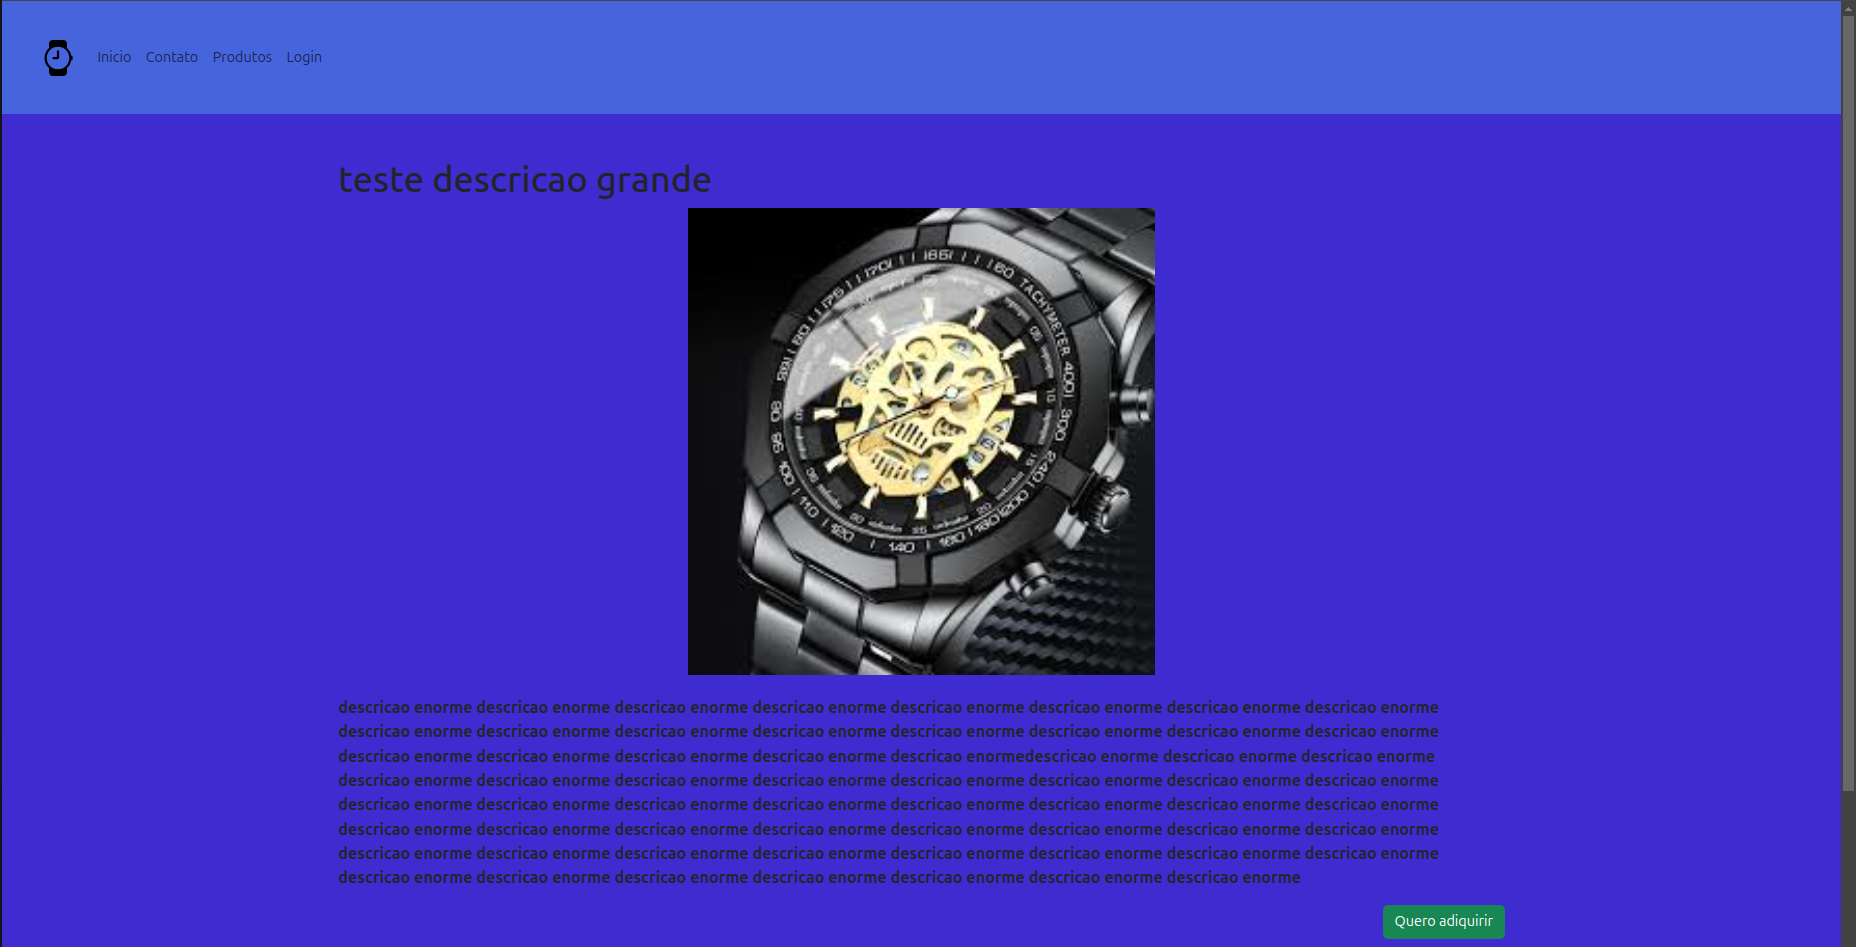 Inicio Contato Produtos Login
teste descricao grande
TACHYMETER 400 300 240
descricao enorme descricao enorme descricao enorme descricao enorme descricao enorme descricao enorme descricao enorme descricao enorme
descricao enorme descricao enorme descricao enorme descricao enorme descricao enorme descricao enorme descricao enorme descricao enorme
descricao enorme descricao enorme descricao enorme descricao enorme descricao enormedescricao enorme descricao enorme descricao enorme
descricao enorme descricao enorme descricao enorme descricao enorme descricao enorme descricao enorme descricao enorme descricao enorme
descricao enorme descricao enorme descricao enorme descricao enorme descricao enorme descricao enorme descricao enorme descricao enorme
descricao enorme descricao enorme descricao enorme descricao enorme descricao enorme descricao enorme descricao enorme descricao enorme
descricao enorme descricao enorme descricao enorme descricao enorme descricao enorme descricao enorme descricao enorme descricao enorme
descricao enorme descricao enorme descricao enorme descricao enorme descricao enorme descricao enorme descricao enorme
Quero adiquirir